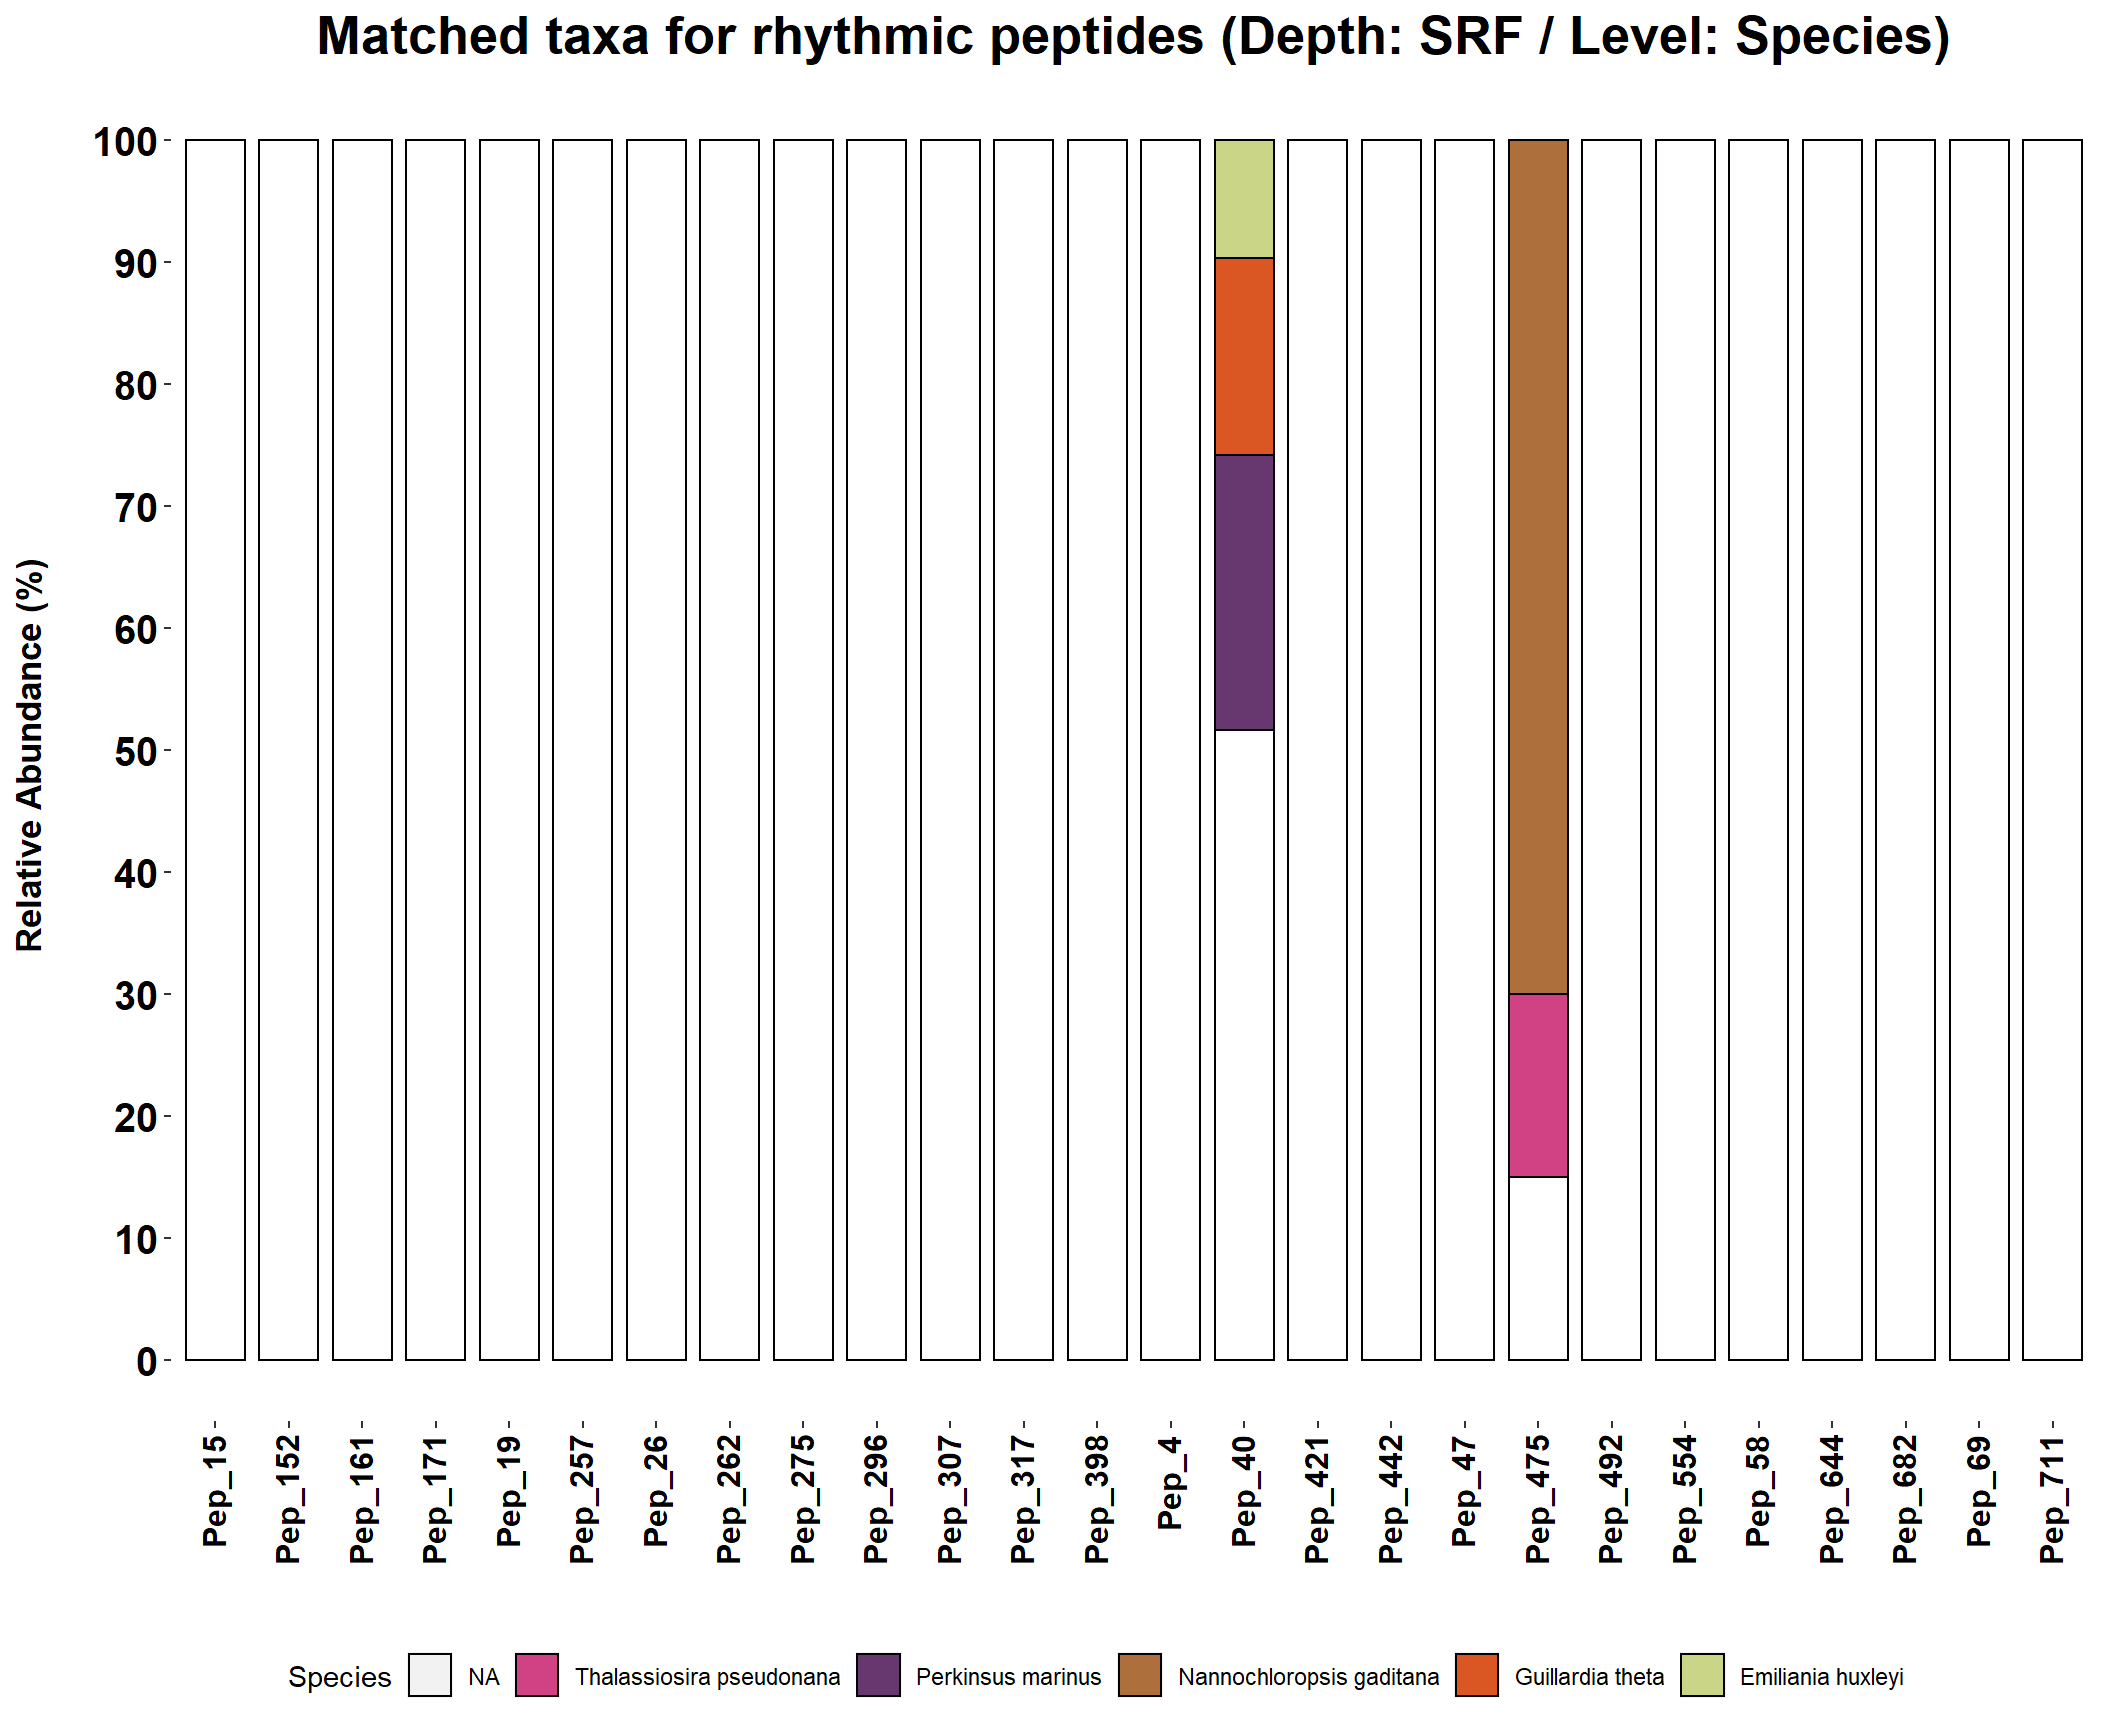 Matched taxa for rhythmic peptides (Depth: SRF / Level: Species)
Relative Abundance (%)
100
90
80
70
60
50
40
30
20
10
0
Pep_15
Pep_152
Pep_161
Pep_171
Pep_19
Pep_257
Pep_26
Pep_262
Pep_275
Pep_296
Pep_307
Pep_317
Pep_398
Pep_4
Pep_40
Pep_421
Pep_442
Pep_47
Pep_475
Pep_492
Pep_554
Pep_58
Pep_644
Pep_682
Pep_69
Pep_711
Species NA Thalassiosira pseudonana Perkinsus marinus Nannochloropsis gaditana Guillardia theta Emiliania huxleyi